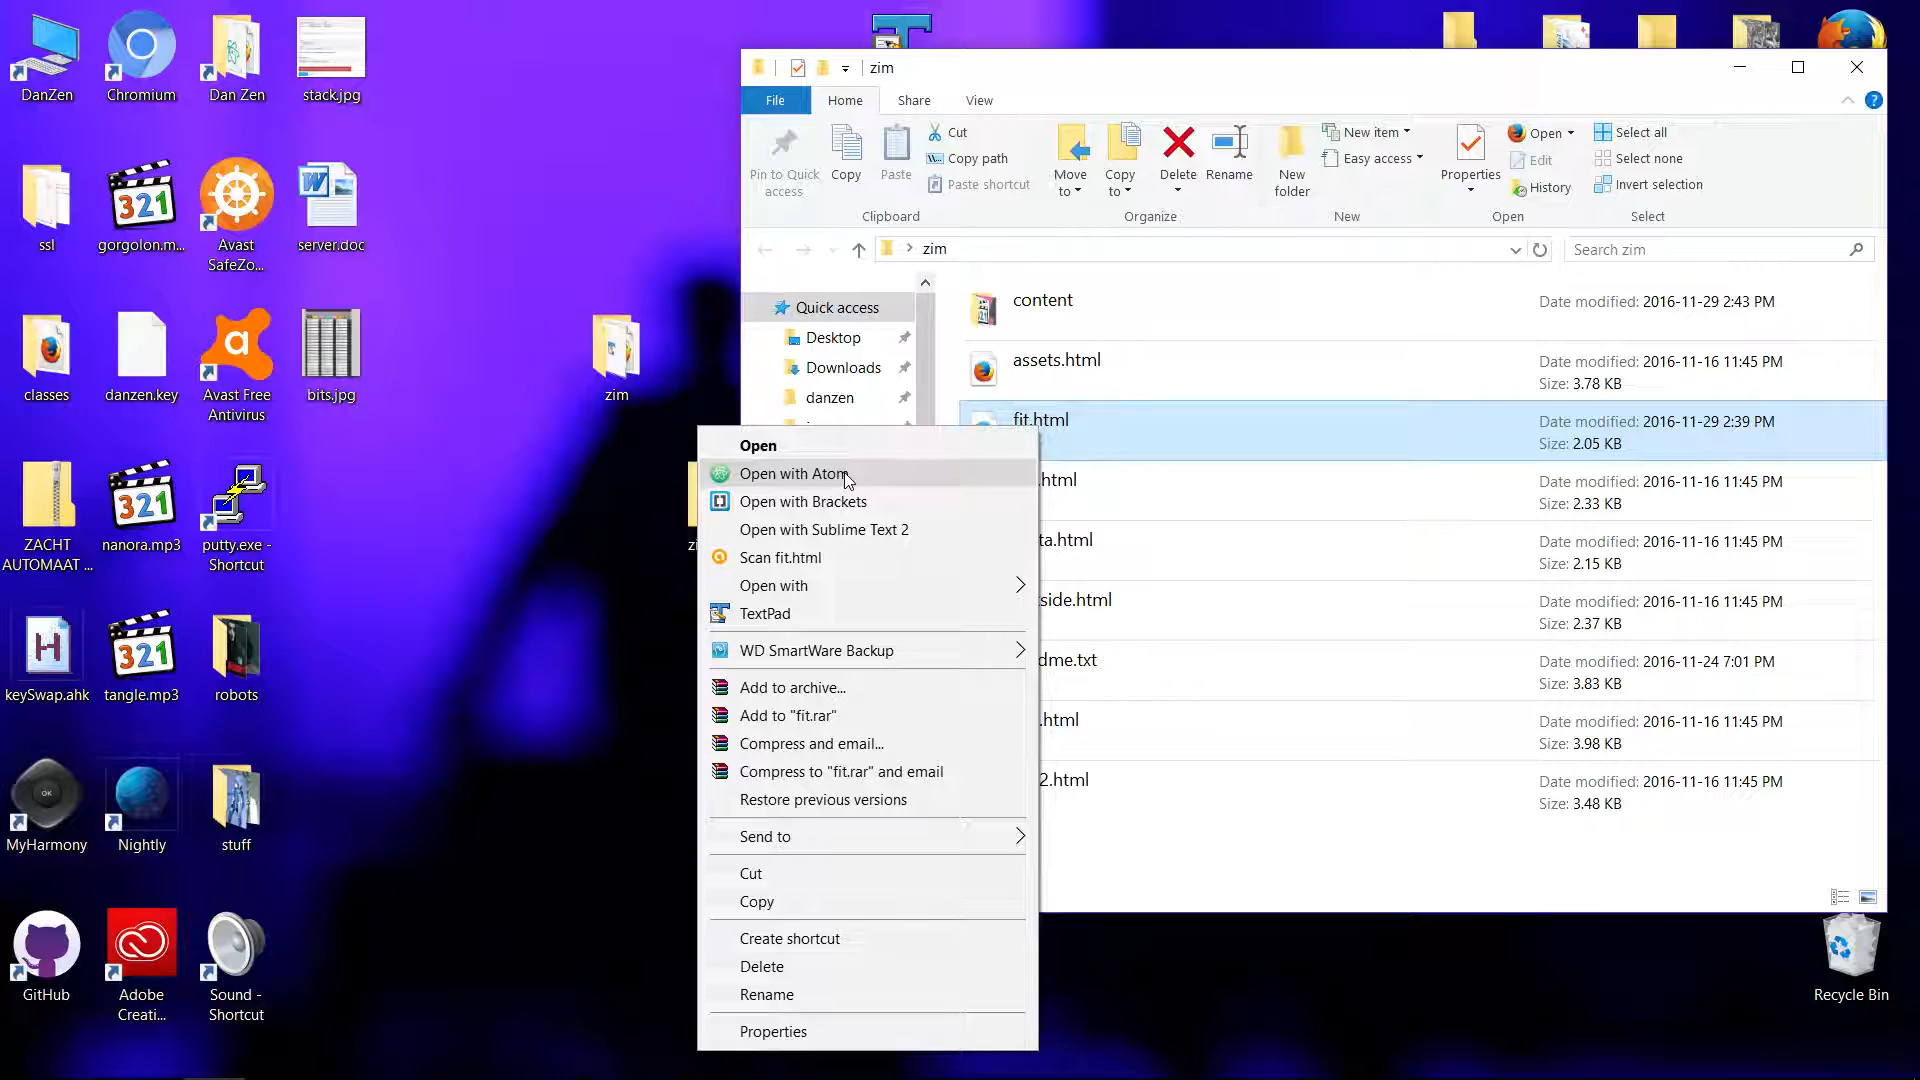 DanZen
Chromium
Dan Zen
stack.jpg
ssl
gorgolon.m...
Avast
SafeZo...
server.doc
classes
danzen.key
Avast Free
Antivirus
bits.jpg
zim
ZACHT
AUTOMAAT ...
nanora.mp3
putty.exe -
Shortcut
keySwap.ahk
tangle.mp3
robots
MyHarmony
Nightly
stuff
GitHub
Adobe
Creati...
Sound -
Shortcut
Recycle Bin
zim
File
Home
Share
View
Pin to Quick
access
Copy
Paste
Cut
Copy path
Paste shortcut
Clipboard
Move
to
Copy
to
Delete
Rename
Organize
New
folder
New item
Easy access
New
Properties
Open
Edit
History
Open
Select all
Select none
Invert selection
Select
zim
Search zim
Quick access
Desktop
Downloads
danzen
content
Date modified: 2016-11-29 2:43 PM
assets.html
Date modified: 2016-11-16 11:45 PM
Size: 3.78 KB
fit.html
Date modified: 2016-11-29 2:39 PM
Size: 2.05 KB
.html
Date modified: 2016-11-16 11:45 PM
Size: 2.33 KB
ta.html
Date modified: 2016-11-16 11:45 PM
Size: 2.15 KB
side.html
Date modified: 2016-11-16 11:45 PM
Size: 2.37 KB
dme.txt
Date modified: 2016-11-24 7:01 PM
Size: 3.83 KB
.html
Date modified: 2016-11-16 11:45 PM
Size: 3.98 KB
2.html
Date modified: 2016-11-16 11:45 PM
Size: 3.48 KB
Open
Open with Atom
Open with Brackets
Open with Sublime Text 2
Scan fit.html
Open with
TextPad
WD SmartWare Backup
Add to archive...
Add to "fit.rar"
Compress and email...
Compress to "fit.rar" and email
Restore previous versions
Send to
Cut
Copy
Create shortcut
Delete
Rename
Properties